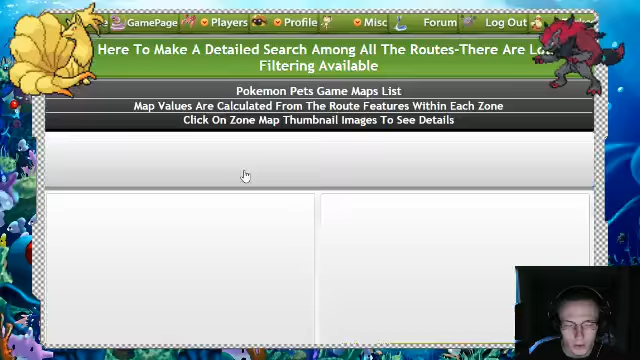 GamePage Players Profile Misc Forum Log Out
Here To Make A Detailed Search Among All The Routes-There Are
Filtering Available
Pokemon Pets Game Maps List
Map Values Are Calculated From The Route Features Within Each Zone
Click On Zone Map Thumbnail Images To See Details